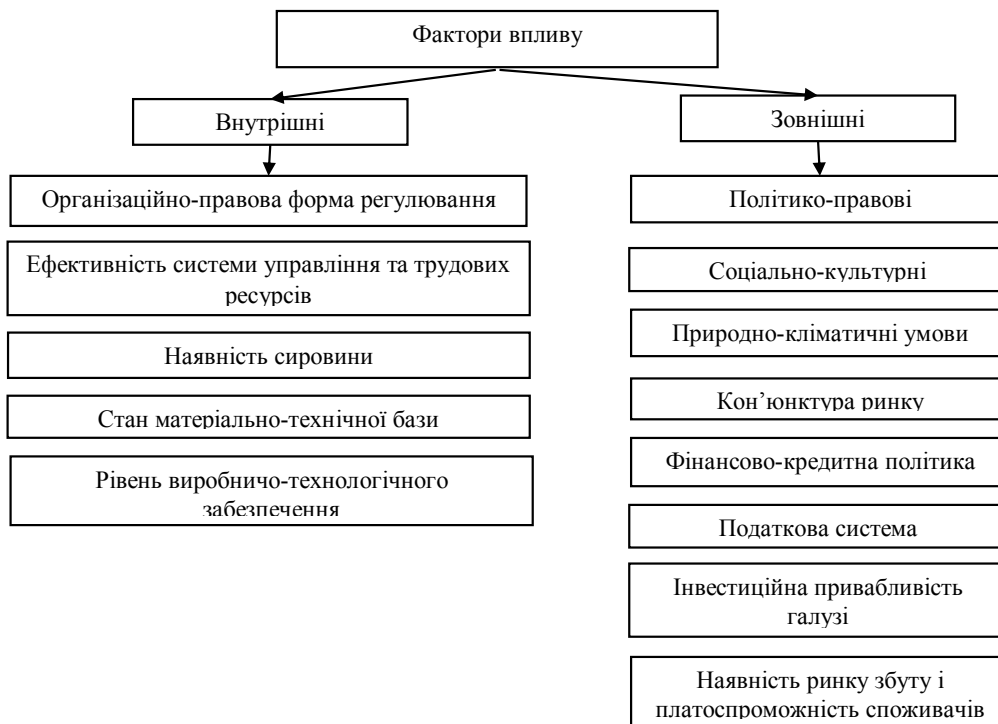 Фактори впливу
Внутрішні
Організаційно-правова форма регулювання
Ефективність системи управління та трудових
ресурсів
Наявність сировини
Стан матеріально-технічної бази
Рівень виробничо-технологічного
забезпечення
Зовнішні
Політико-правові
Соціально-культурні
Природно-кліматичні умови
Кон’юнктура ринку
Фінансово-кредитна політика
Податкова система
Інвестиційна привабливість
галузі
Наявність ринку збуту і
платоспроможність споживачів